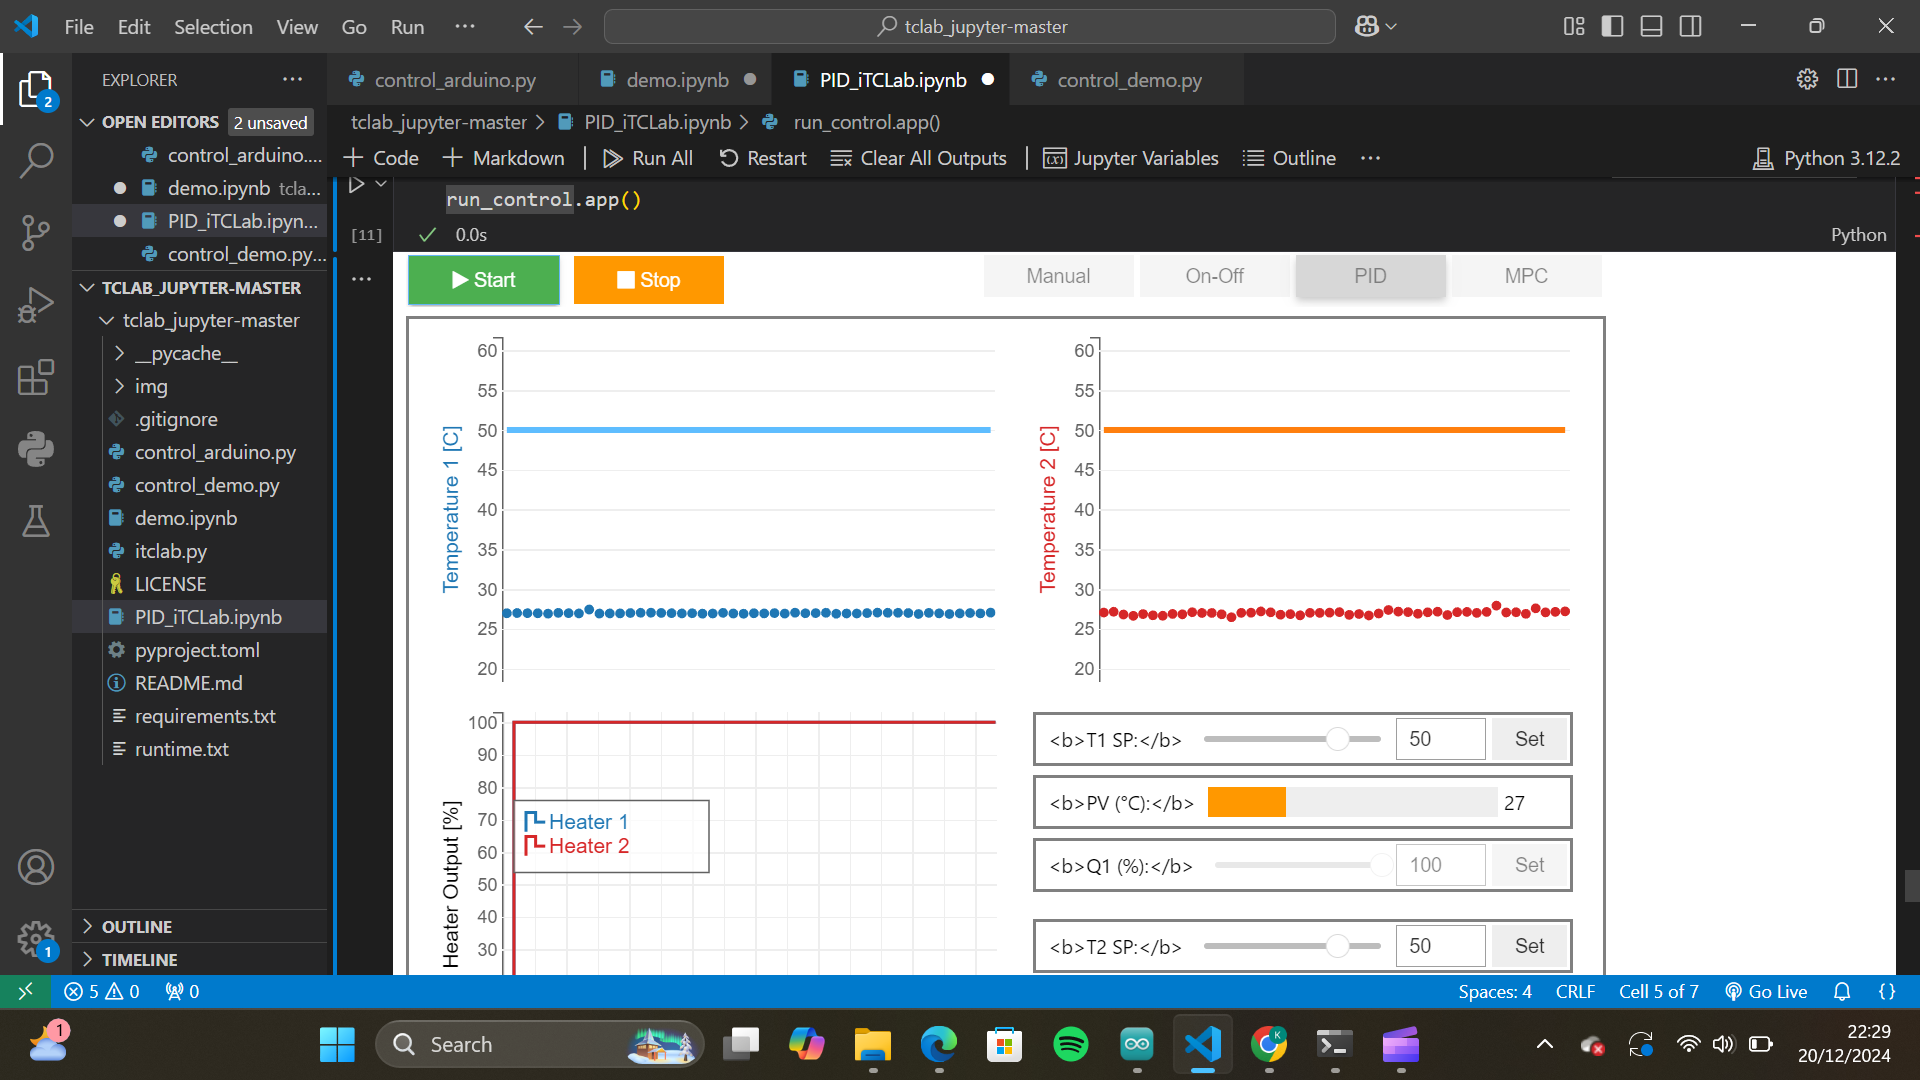 File Edit Selection View Go Run ··· tclab_jupyter-master
EXPLORER ···
control_arduino.py demo.ipynb PID_iTCLab.ipynb control_demo.py ···
OPEN EDITORS 2 unsaved
control_arduino....
demo.ipynb tcla...
PID_iTCLab.ipyn...
control_demo.py...
TCLAB_JUPYTER-MASTER
tclab_jupyter-master
__pycache__
img
.gitignore
control_arduino.py
control_demo.py
demo.ipynb
itclab.py
LICENSE
PID_iTCLab.ipynb
pyproject.toml
README.md
requirements.txt
runtime.txt
OUTLINE
TIMELINE
2
1
tclab_jupyter-master > PID_iTCLab.ipynb > run_control.app()
+ Code + Markdown | Run All Restart Clear All Outputs | Jupyter Variables Outline ··· Python 3.12.2
run_control.app()
[11] 0.0s Python
···
Start Stop Manual On-Off PID MPC
Temperature 1 [C]
60
55
50
45
40
35
30
25
20
Temperature 2 [C]
60
55
50
45
40
35
30
25
20
Heater Output [%]
100
90
80
70
60
50
40
30
Heater 1
Heater 2
<b>T1 SP:</b> 50 Set
<b>PV (°C):</b> 27
<b>Q1 (%):</b> 100 Set
<b>T2 SP:</b> 50 Set
5 0 0 Spaces: 4 CRLF Cell 5 of 7 Go Live {}
1 Search 22:29
20/12/2024